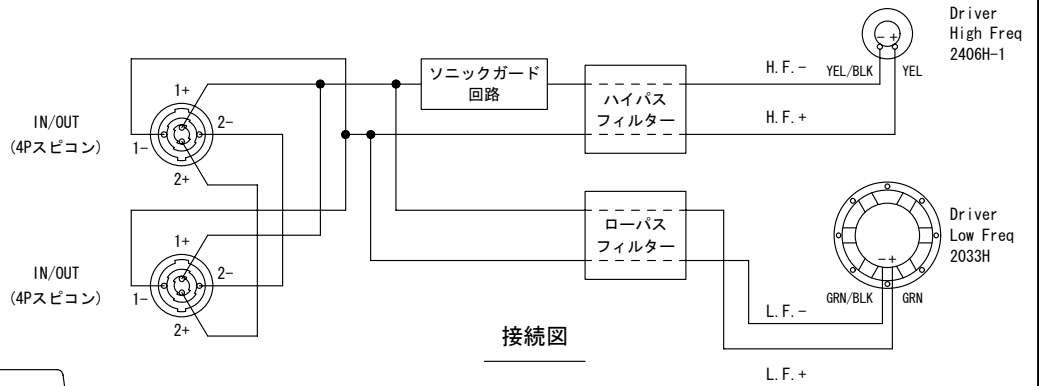 Driver
High Freq
2406H-1
H.F.-
YEL/BLK
YEL
ソニックガード
回路
ハイパス
フィルター
H.F.+
IN/OUT
(4Pスピコン)
1+
2-
1-
2+
ローパス
フィルター
Driver
Low Freq
2033H
IN/OUT
(4Pスピコン)
1+
2-
1-
2+
GRN/BLK
GRN
L.F.-
接続図
L.F.+
- +
-+